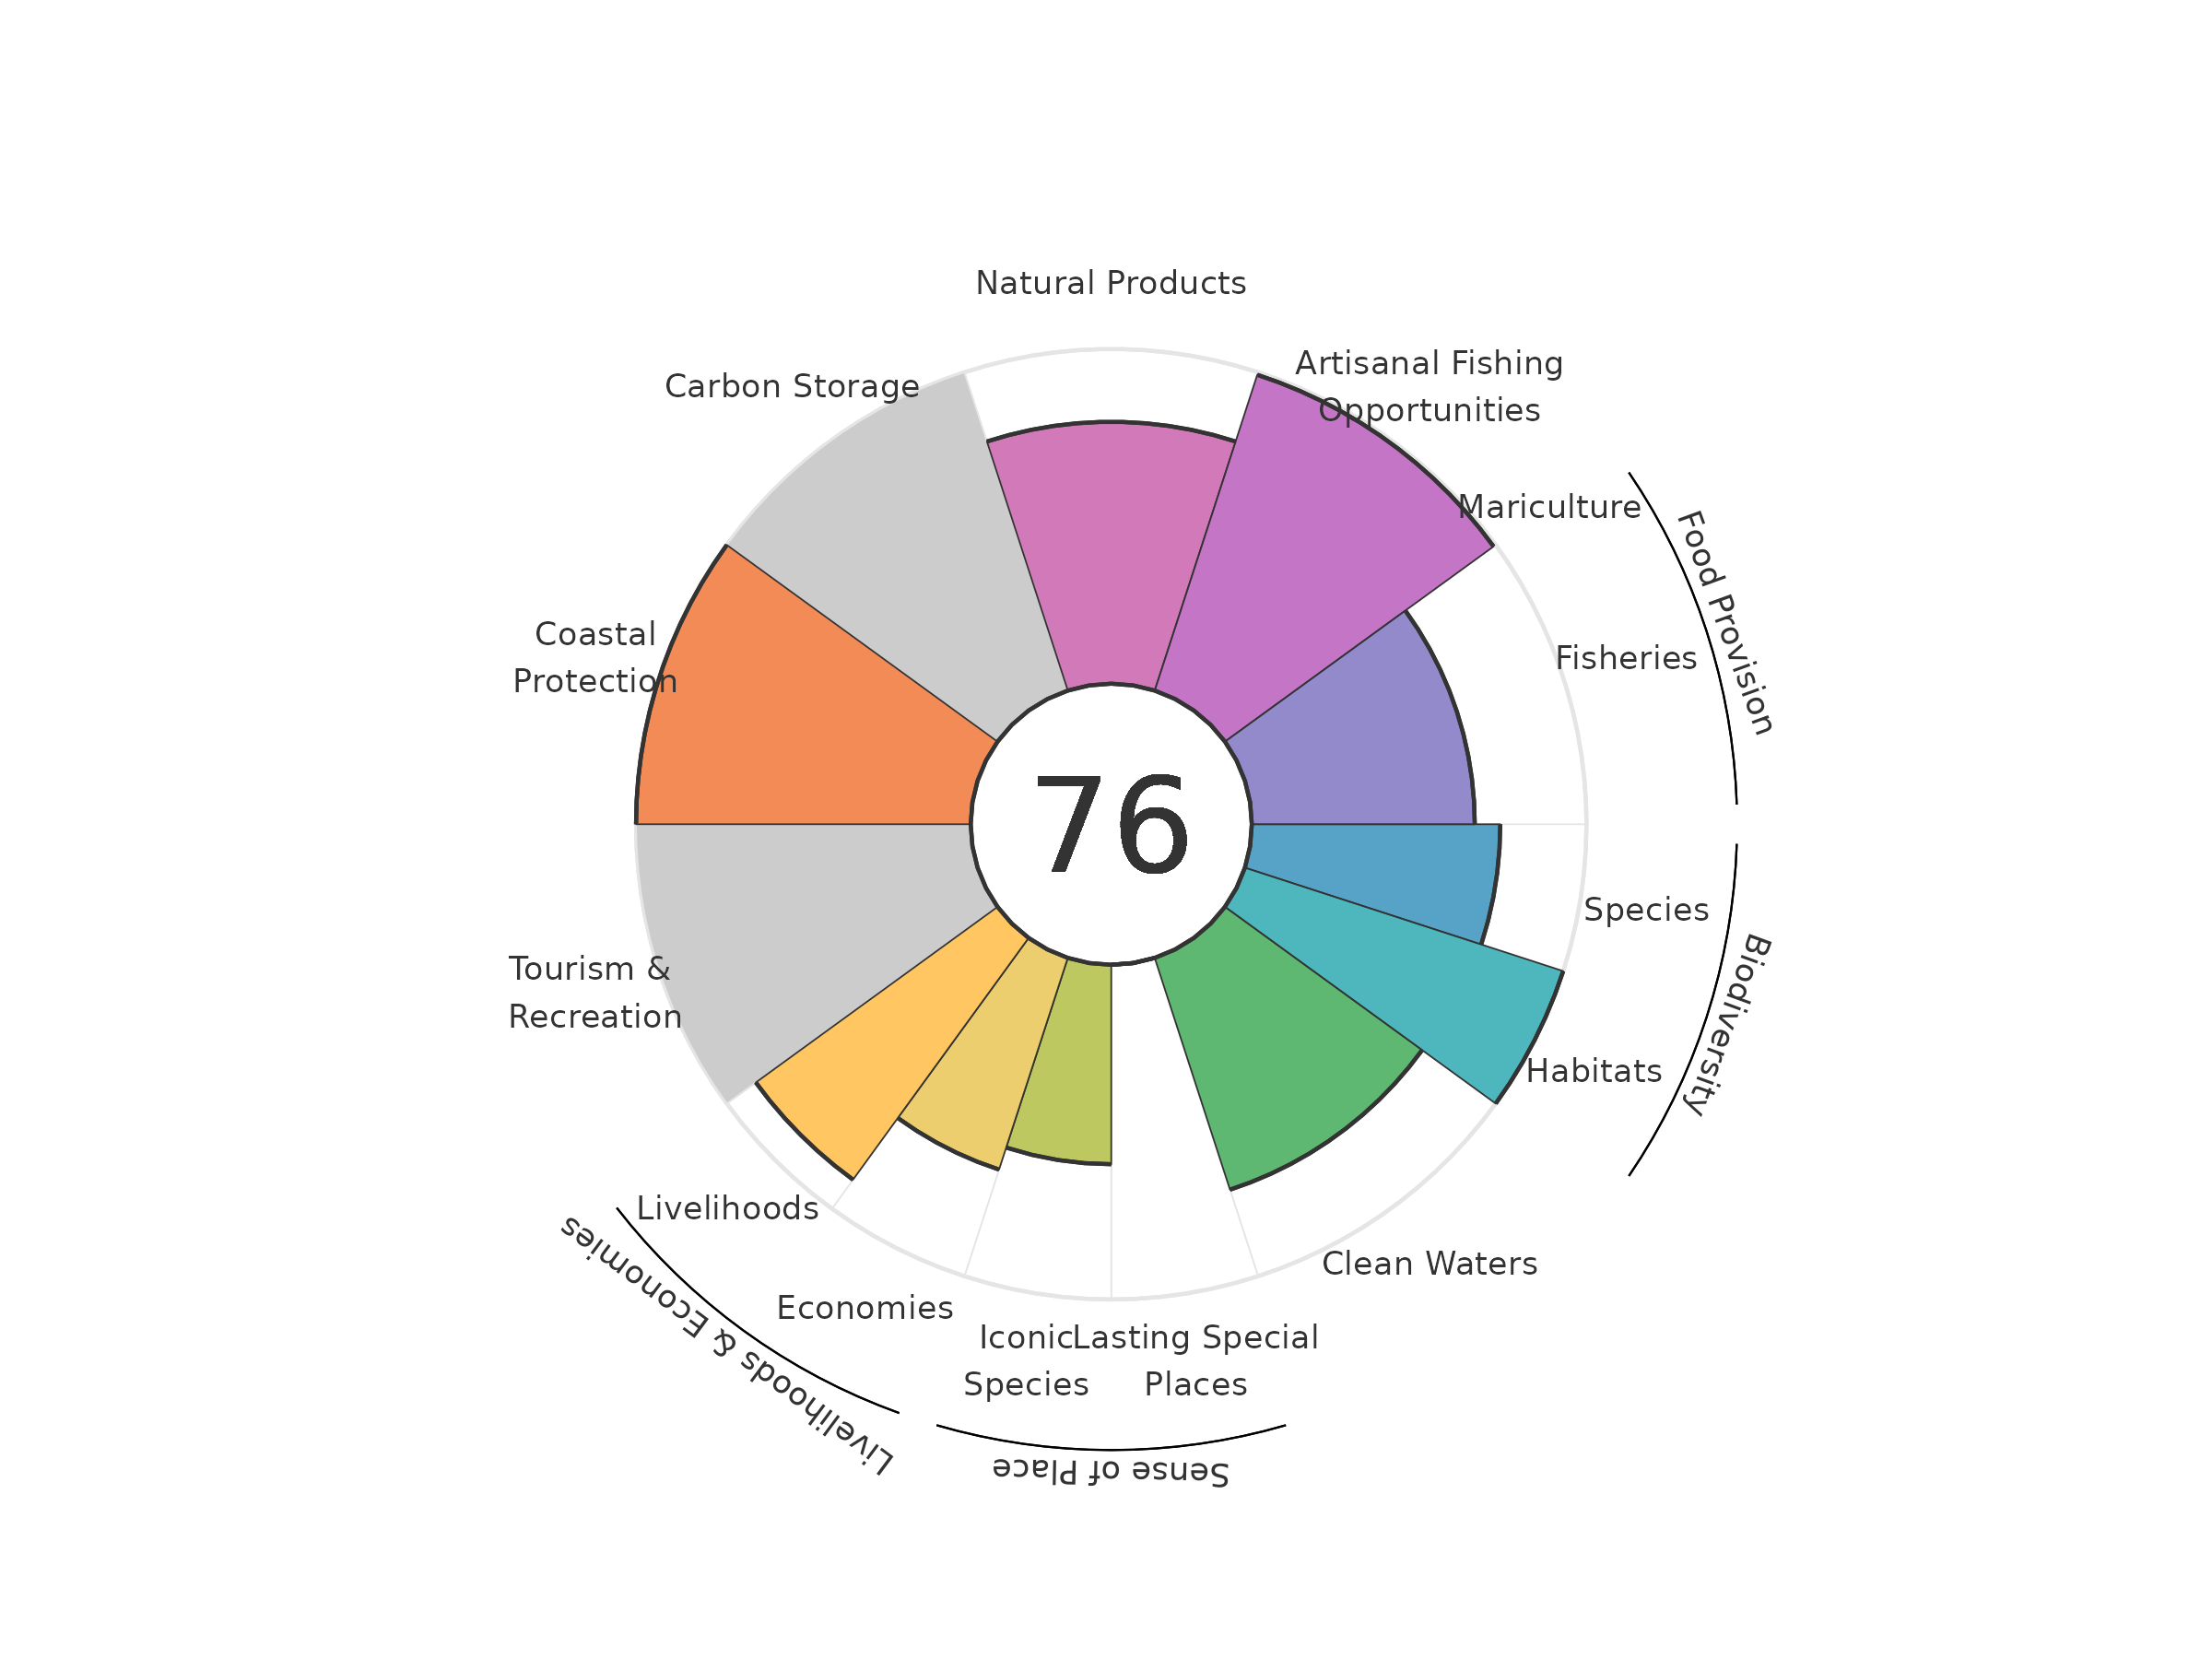 Natural Products
Artisanal Fishing
Opportunities
Carbon Storage
Mariculture
Food Provision
Coastal
Protection
Fisheries
76
Species
Biodiversity
Tourism &
Recreation
Habitats
Livelihoods
Clean Waters
Livelihoods & Economies
Economies
Iconic
Species
Lasting Special
Places
Sense of Place